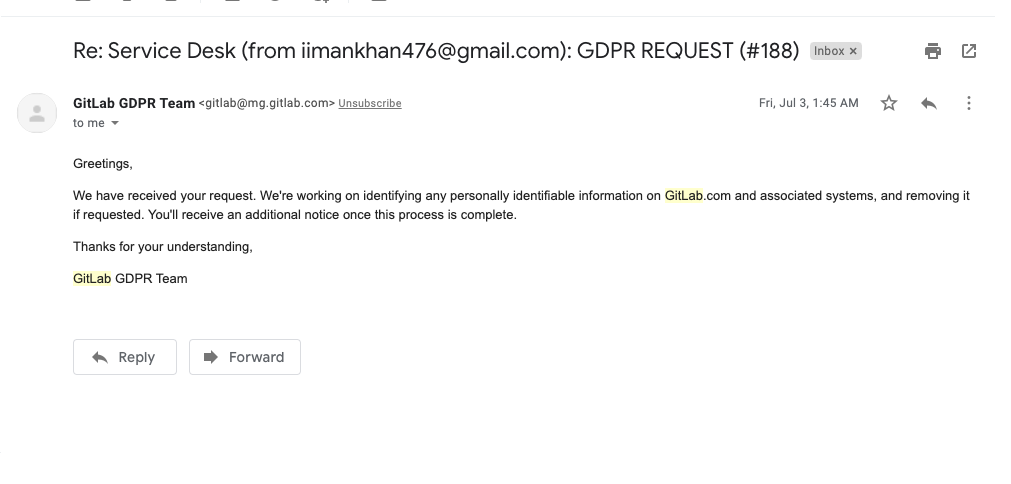 Re: Service Desk (from iimankhan476@gmail.com): GDPR REQUEST (#188) Inbox ×
GitLab GDPR Team <gitlab@mg.gitlab.com> Unsubscribe Fri, Jul 3, 1:45 AM
to me
Greetings,
We have received your request. We're working on identifying any personally identifiable information on GitLab.com and associated systems, and removing it
if requested. You'll receive an additional notice once this process is complete.
Thanks for your understanding,
GitLab GDPR Team
Reply Forward